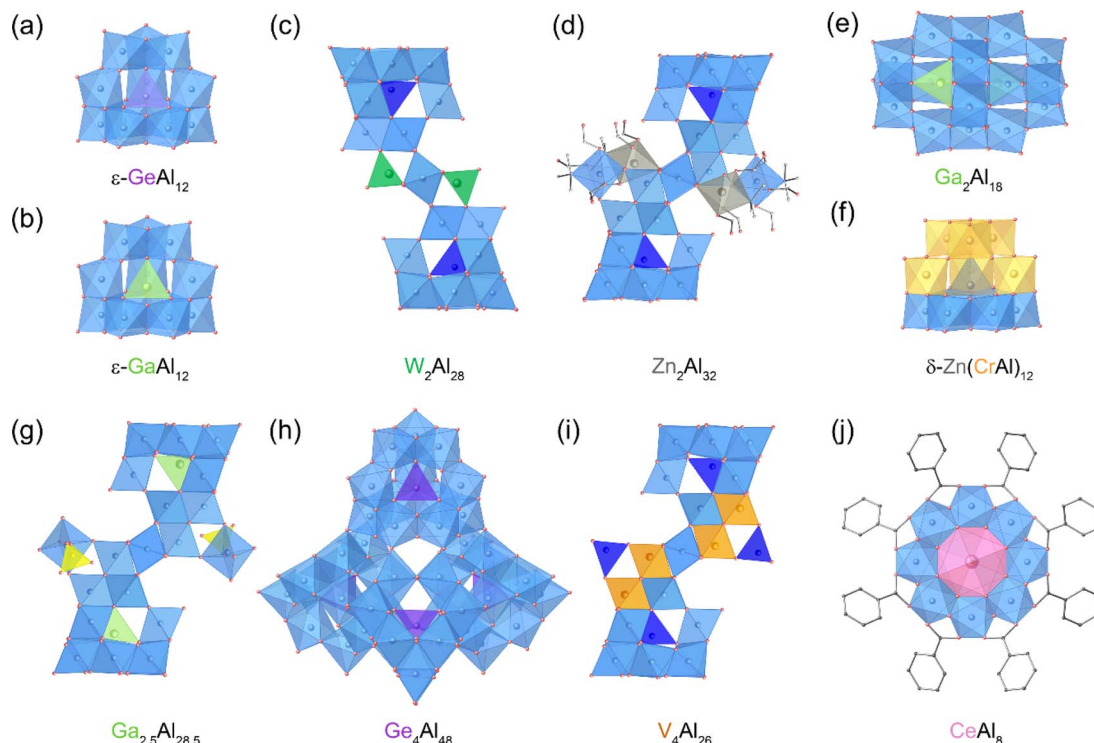 (a)
ε-GeAl₁₂
(b)
ε-GaAl₁₂
(c)
W₂Al₂₈
(d)
Zn₂Al₃₂
(e)
Ga₂Al₁₈
(f)
δ-Zn(CrAl)₁₂
(g)
Ga₂.₅Al₂₈.₅
(h)
Ge₄Al₄₈
(i)
V₄Al₂₆
(j)
CeAl₈